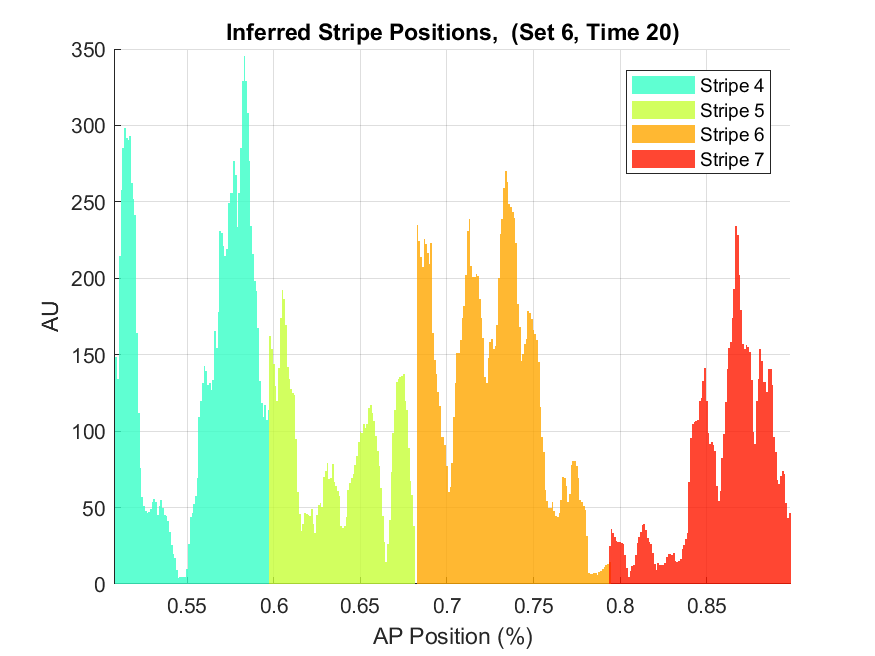 Inferred Stripe Positions,  (Set 6, Time 20)
350
300
250
200
150
100
50
0
AU
Stripe 4
Stripe 5
Stripe 6
Stripe 7
0.55
0.6
0.65
0.7
0.75
0.8
0.85
AP Position (%)